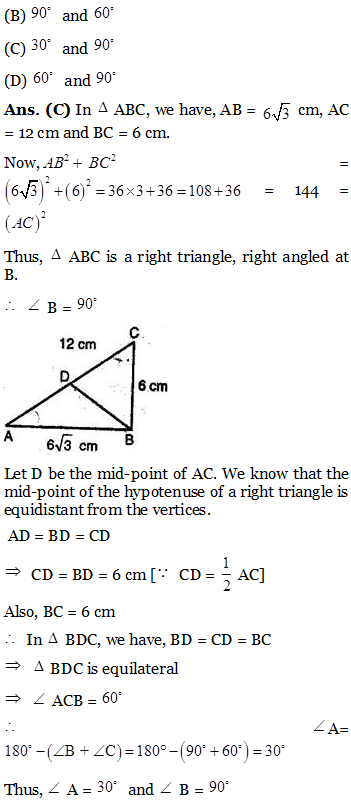 (B) 90° and 60°
(C) 30° and 90°
(D) 60° and 90°
Ans. (C) In Δ ABC, we have, AB = 6√3 cm, AC
= 12 cm and BC = 6 cm.
Now, AB² + BC² =
(6√3)² + (6)² = 36×3+36 = 108+36 = 144 =
(AC)²
Thus, Δ ABC is a right triangle, right angled at
B.
∴ ∠ B = 90°
C
12 cm
D
6 cm
A
B
6√3 cm
Let D be the mid-point of AC. We know that the
mid-point of the hypotenuse of a right triangle is
equidistant from the vertices.
AD = BD = CD
⇒ CD = BD = 6 cm [∵ CD = 1/2 AC]
Also, BC = 6 cm
∴ In Δ BDC, we have, BD = CD = BC
⇒ Δ BDC is equilateral
⇒ ∠ ACB = 60°
∴ ∠A=
180° −(∠B + ∠C) = 180° −(90° + 60°) = 30°
Thus, ∠ A = 30° and ∠ B = 90°